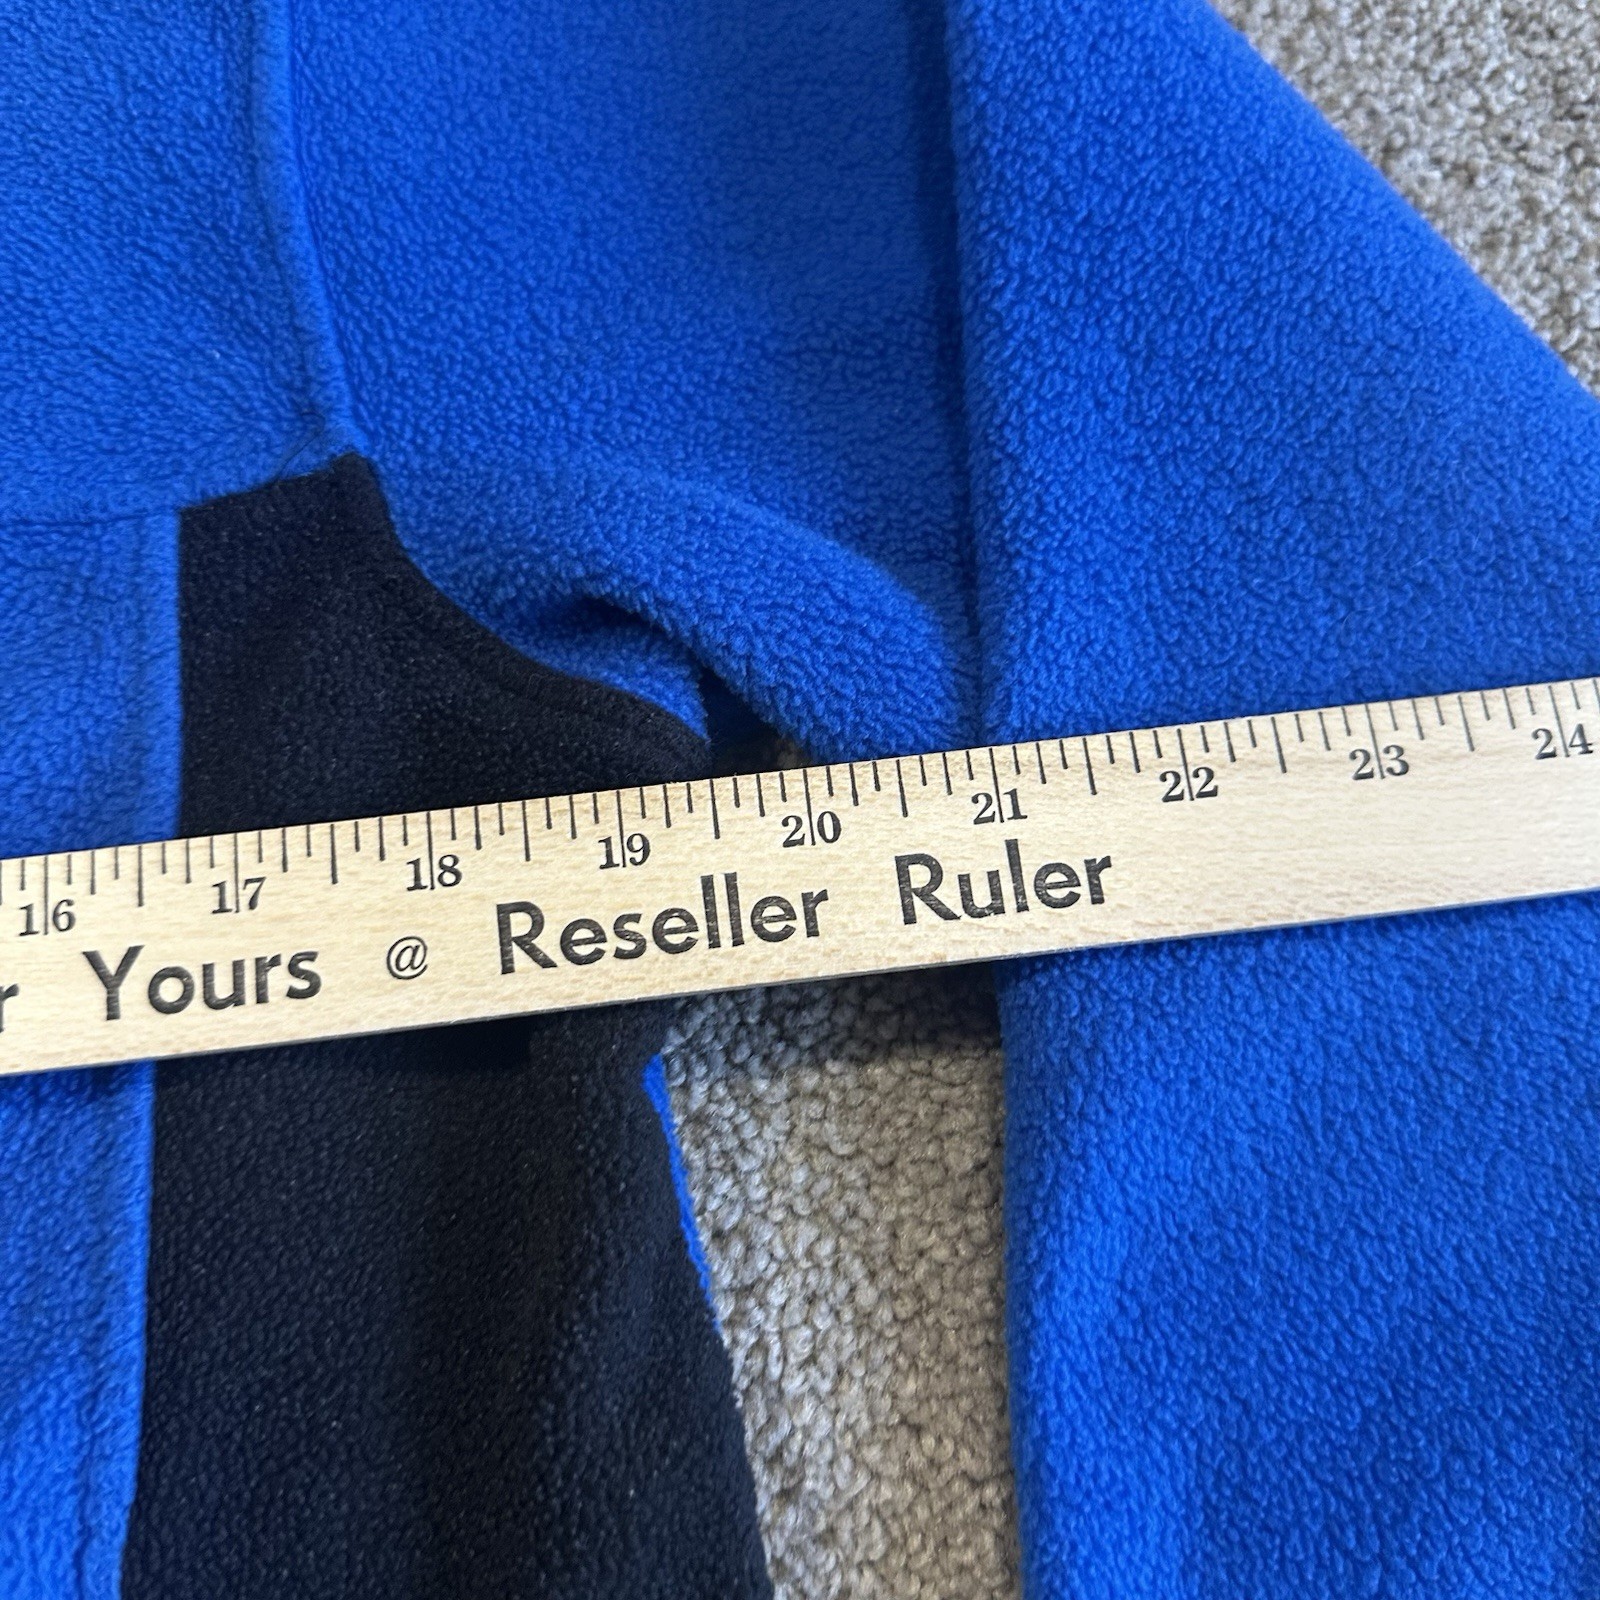 16 17 18 19 20 21 22 23 24
r Yours @ Reseller Ruler